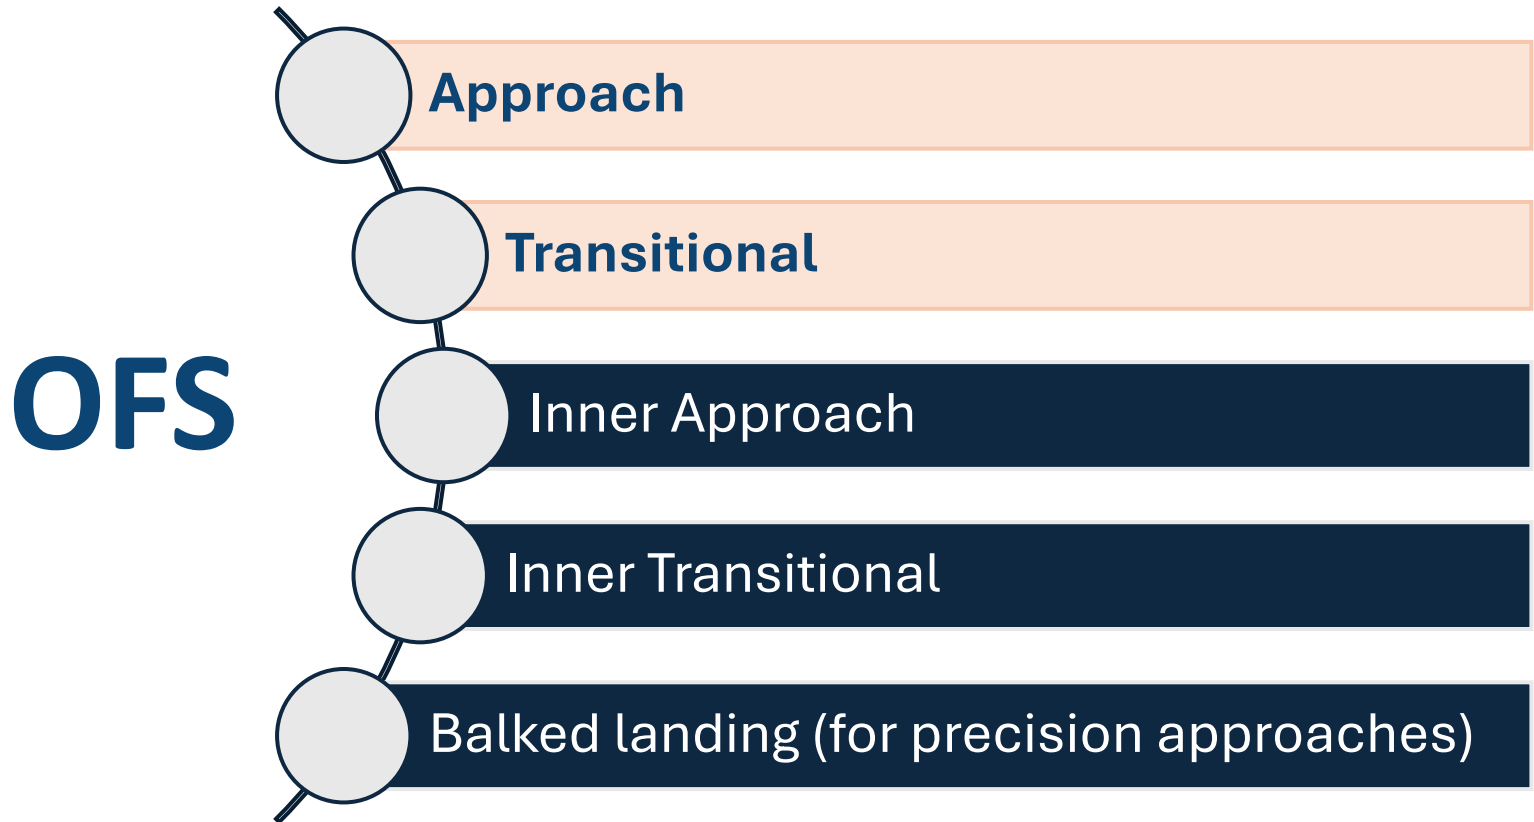 OFS
Approach
Transitional
Inner Approach
Inner Transitional
Balked landing (for precision approaches)